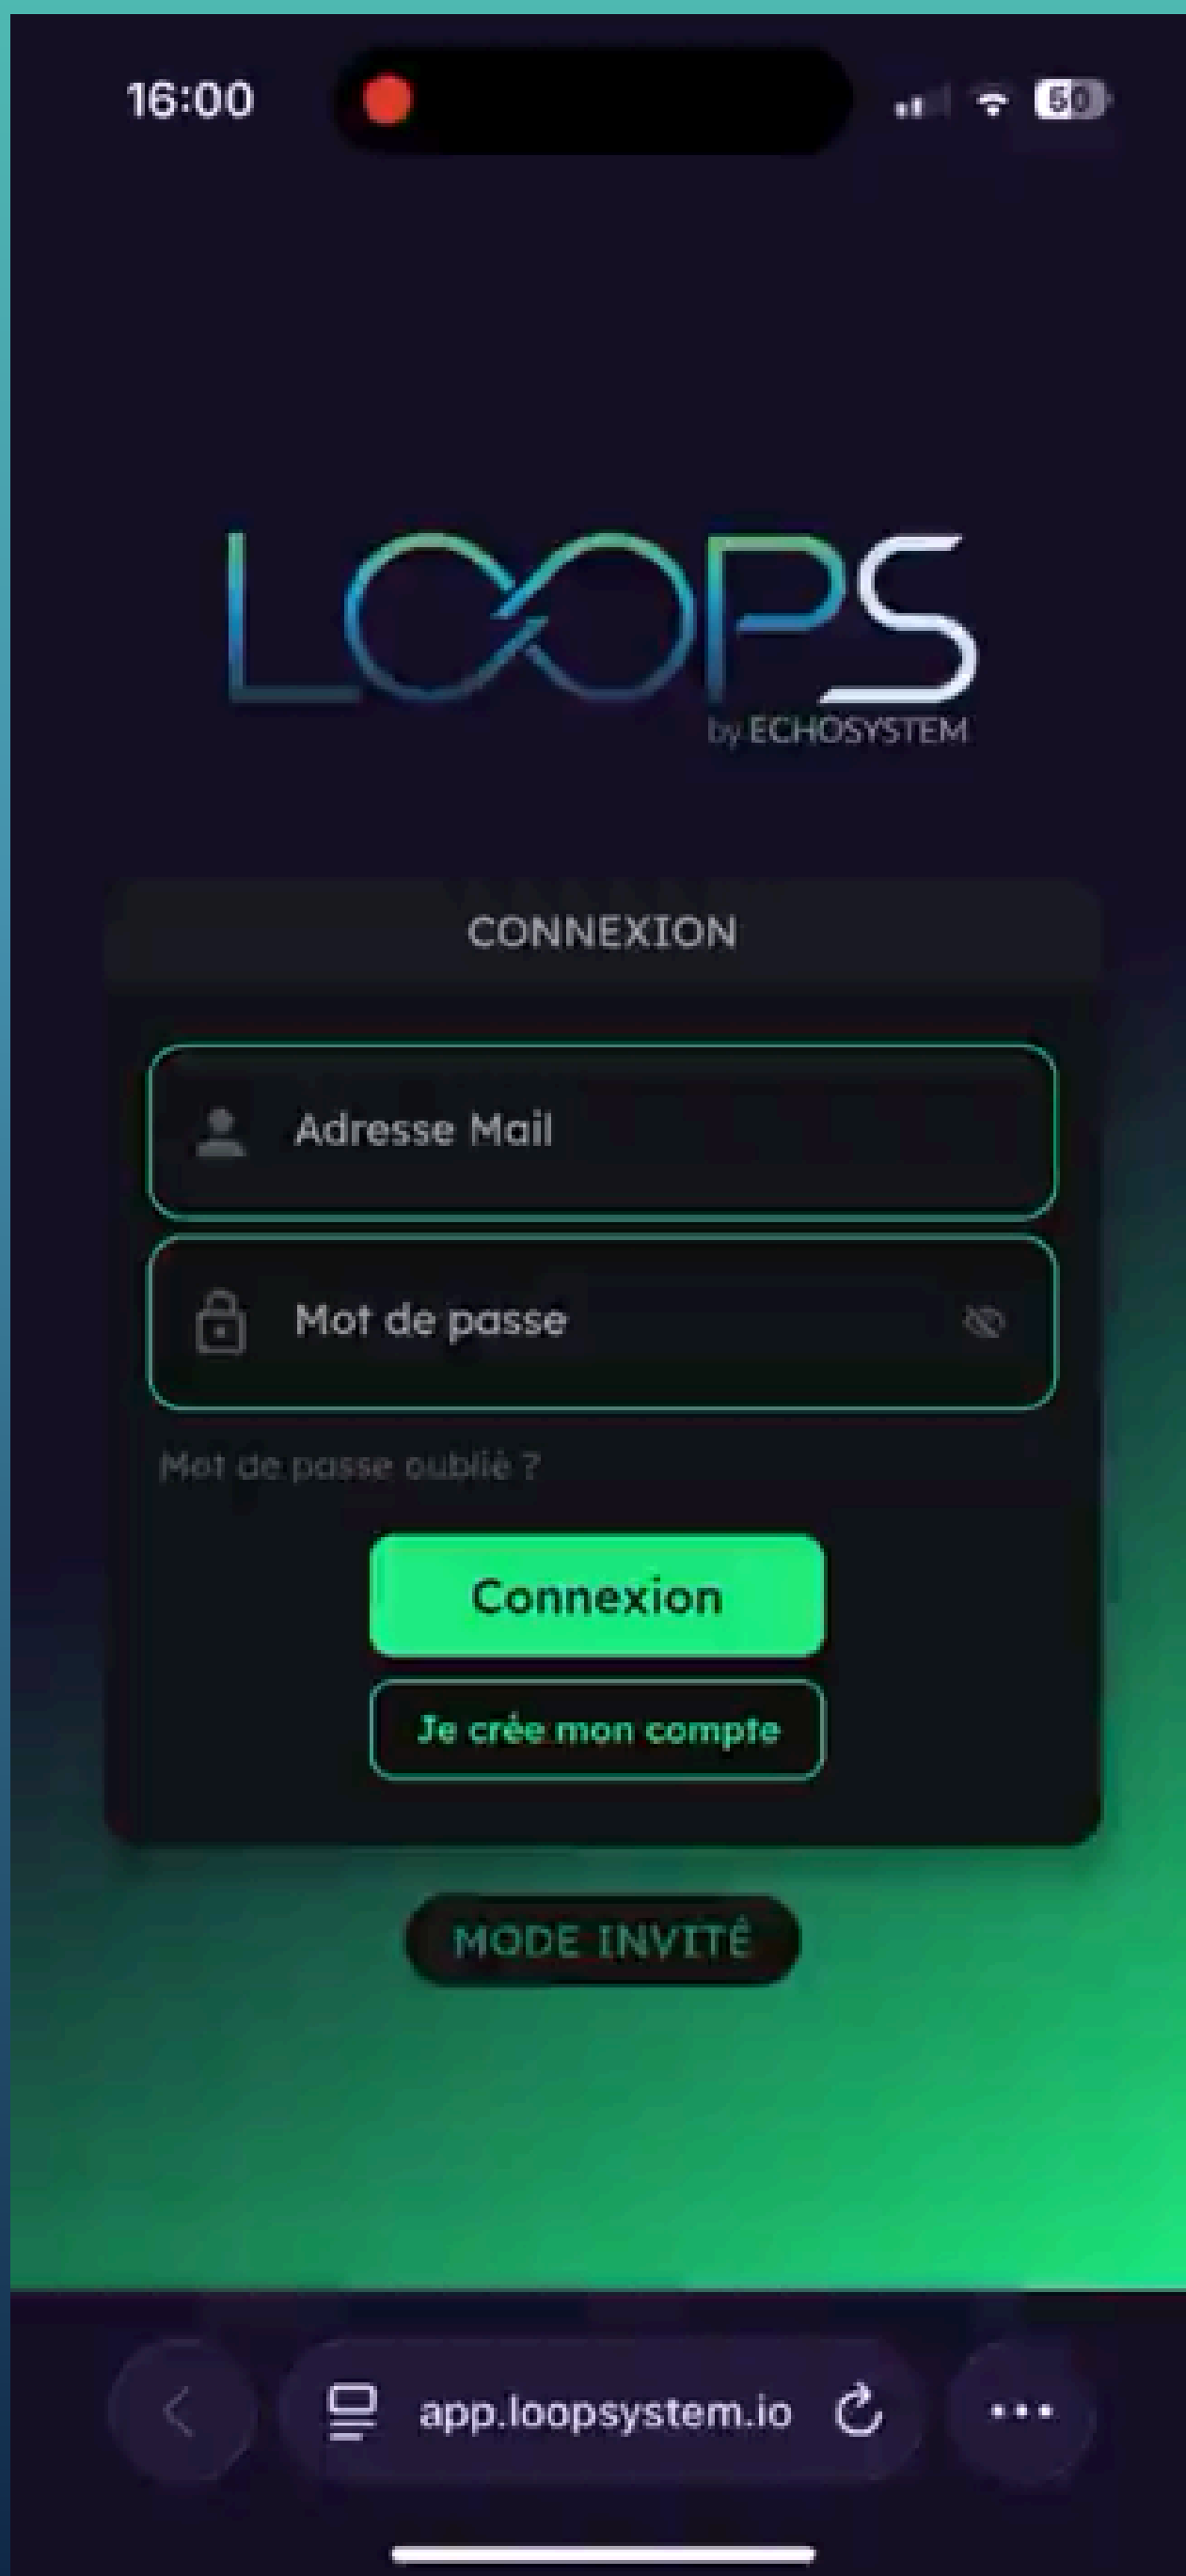 16:00
50
LOOPS
by ECHOSYSTEM
CONNEXION
Adresse Mail
Mot de passe
Mot de passe oublié ?
Connexion
Je crée mon compte
MODE INVITÉ
app.loopsystem.io